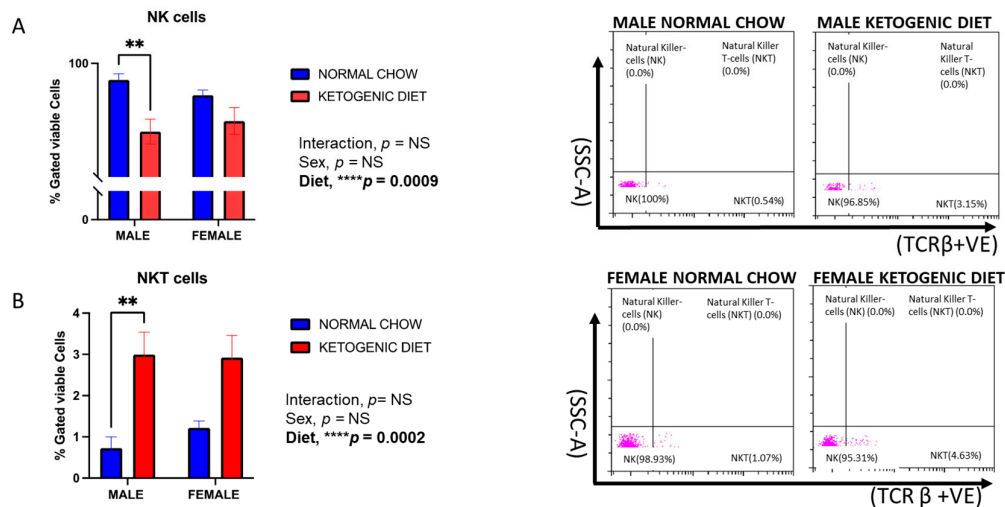 A
NK cells
**
% Gated viable Cells
100
0
MALE
FEMALE
NORMAL CHOW
KETOGENIC DIET
Interaction, p = NS
Sex, p = NS
Diet, ****p = 0.0009
MALE NORMAL CHOW
Natural Killer-
cells (NK)
(0.0%)
Natural Killer
T-cells (NKT)
(0.0%)
NK(100%)
NKT(0.54%)
MALE KETOGENIC DIET
Natural Killer-
cells (NK)
(0.0%)
Natural
Killer T-
cells (NKT)
(0.0%)
NK(96.85%)
NKT(3.15%)
(SSC-A)
(TCRβ+VE)
B
NKT cells
**
% Gated viable Cells
4
3
2
1
0
MALE
FEMALE
NORMAL CHOW
KETOGENIC DIET
Interaction, p= NS
Sex, p = NS
Diet, ****p = 0.0002
FEMALE NORMAL CHOW
Natural Killer-
cells (NK)
(0.0%)
Natural Killer T-
cells (NKT) (0.0%)
NK(98.93%)
NKT(1.07%)
FEMALE KETOGENIC DIET
Natural Killer-
cells (NK) (0.0%)
Natural Killer T-
cells (NKT) (0.0%)
NK(95.31%)
NKT(4.63%)
(SSC-A)
(TCR β +VE)